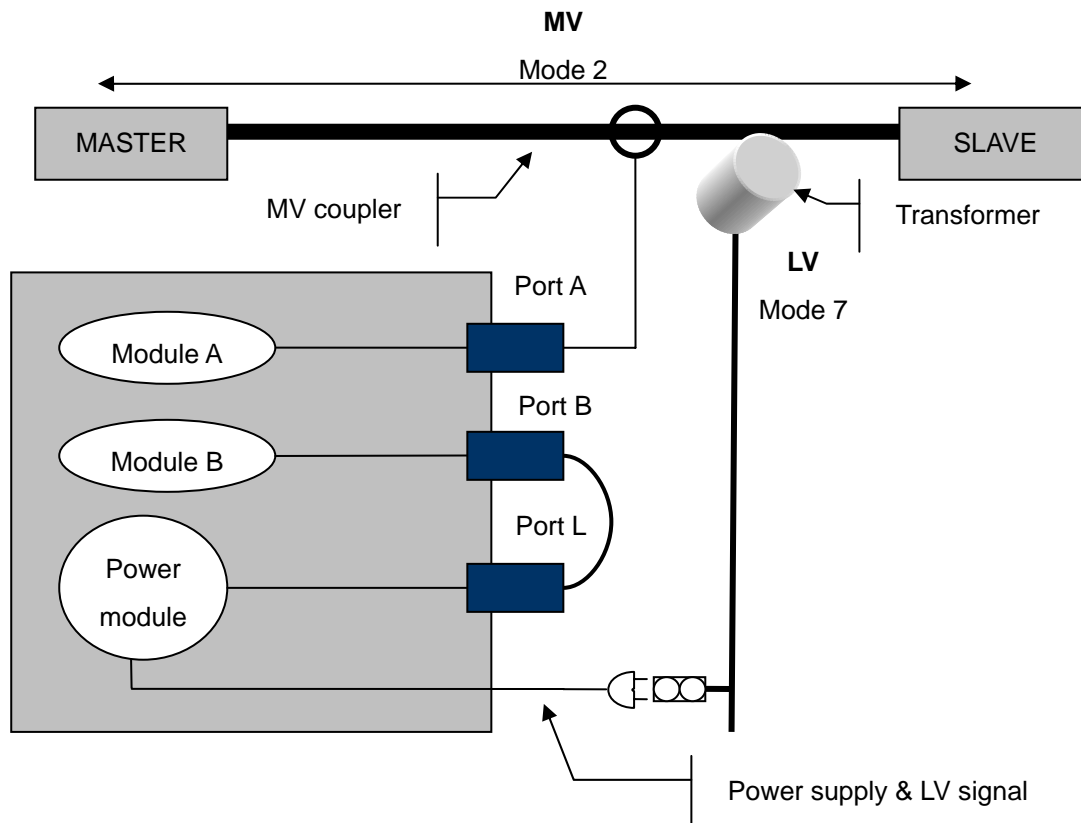 MV
Mode 2
MASTER
SLAVE
MV coupler
Transformer
LV
Mode 7
Port A
Module A
Port B
Module B
Port L
Power
module
Power supply & LV signal